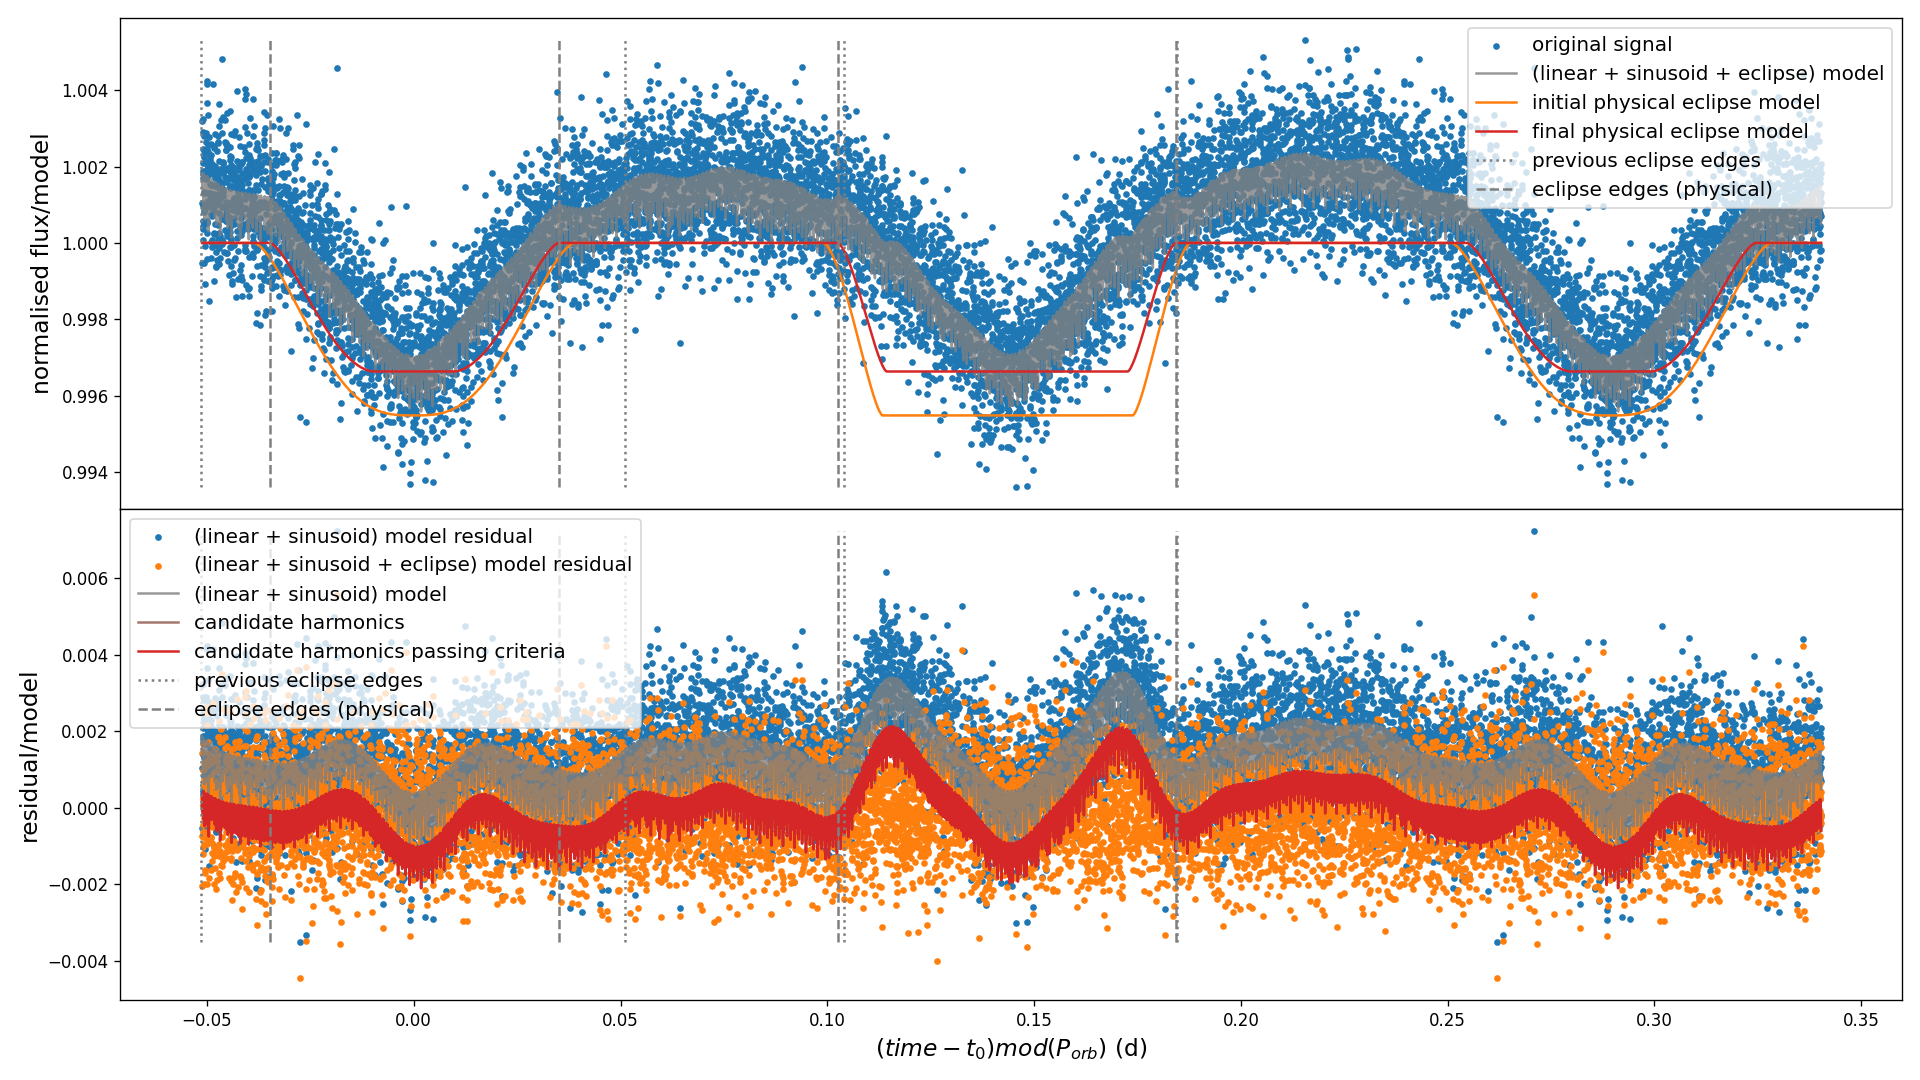 normalised flux/model
1.004
1.002
1.000
0.998
0.996
0.994
original signal
(linear + sinusoid + eclipse) model
initial physical eclipse model
final physical eclipse model
previous eclipse edges
eclipse edges (physical)
residual/model
0.006
0.004
0.002
0.000
−0.002
−0.004
(linear + sinusoid) model residual
(linear + sinusoid + eclipse) model residual
(linear + sinusoid) model
candidate harmonics
candidate harmonics passing criteria
previous eclipse edges
eclipse edges (physical)
−0.05 0.00 0.05 0.10 0.15 0.20 0.25 0.30 0.35
(time − t₀)mod(P_orb) (d)